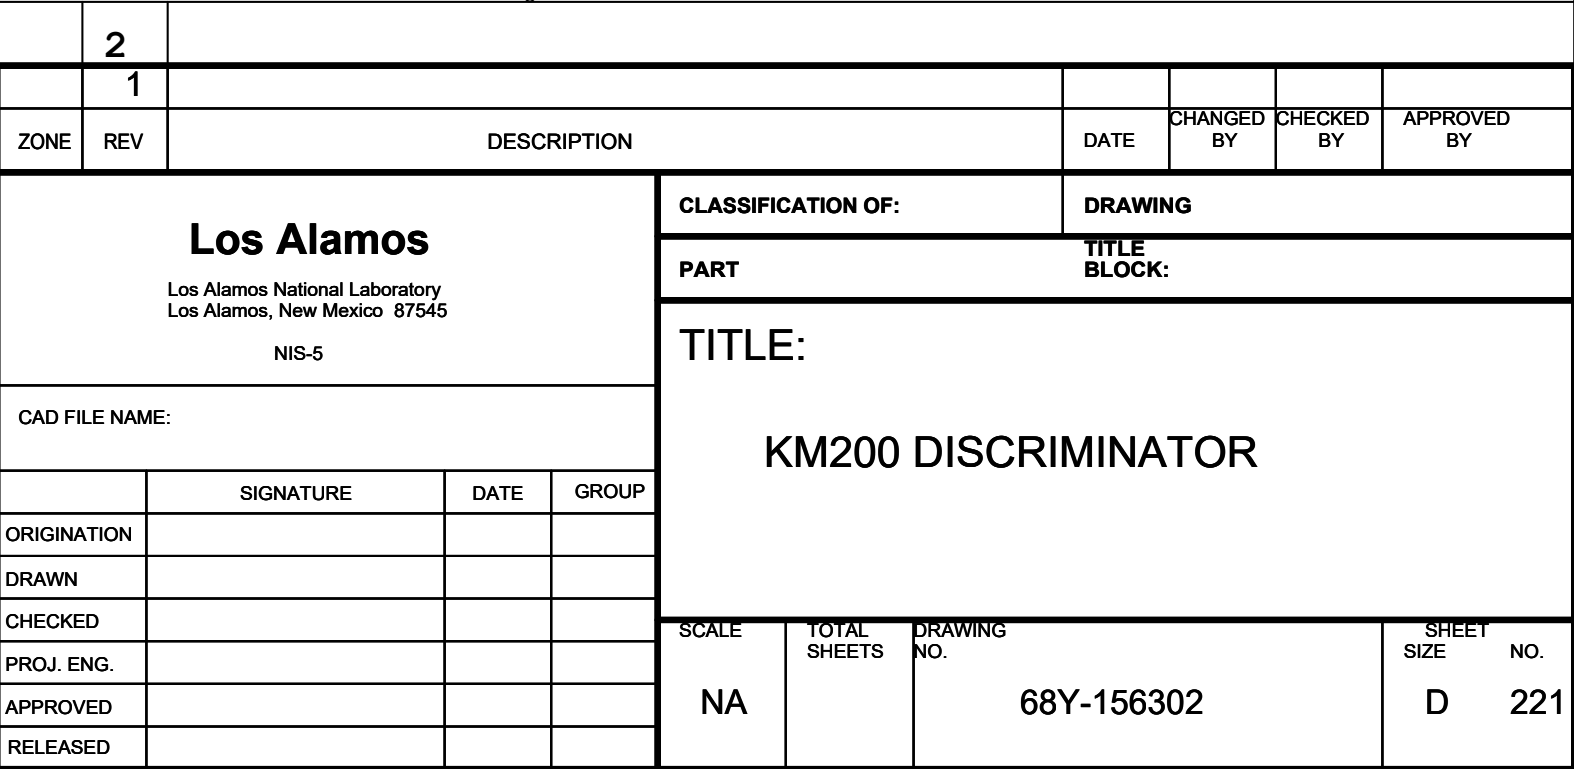 2
1
ZONE REV DESCRIPTION DATE CHANGED BY CHECKED BY APPROVED BY
Los Alamos
Los Alamos National Laboratory
Los Alamos, New Mexico 87545
NIS-5
CAD FILE NAME:
SIGNATURE DATE GROUP
ORIGINATION
DRAWN
CHECKED
PROJ. ENG.
APPROVED
RELEASED
CLASSIFICATION OF: DRAWING
PART TITLE BLOCK:
TITLE:
KM200 DISCRIMINATOR
SCALE TOTAL DRAWING SHEET
SHEETS NO. SIZE NO.
NA 68Y-156302 D 221